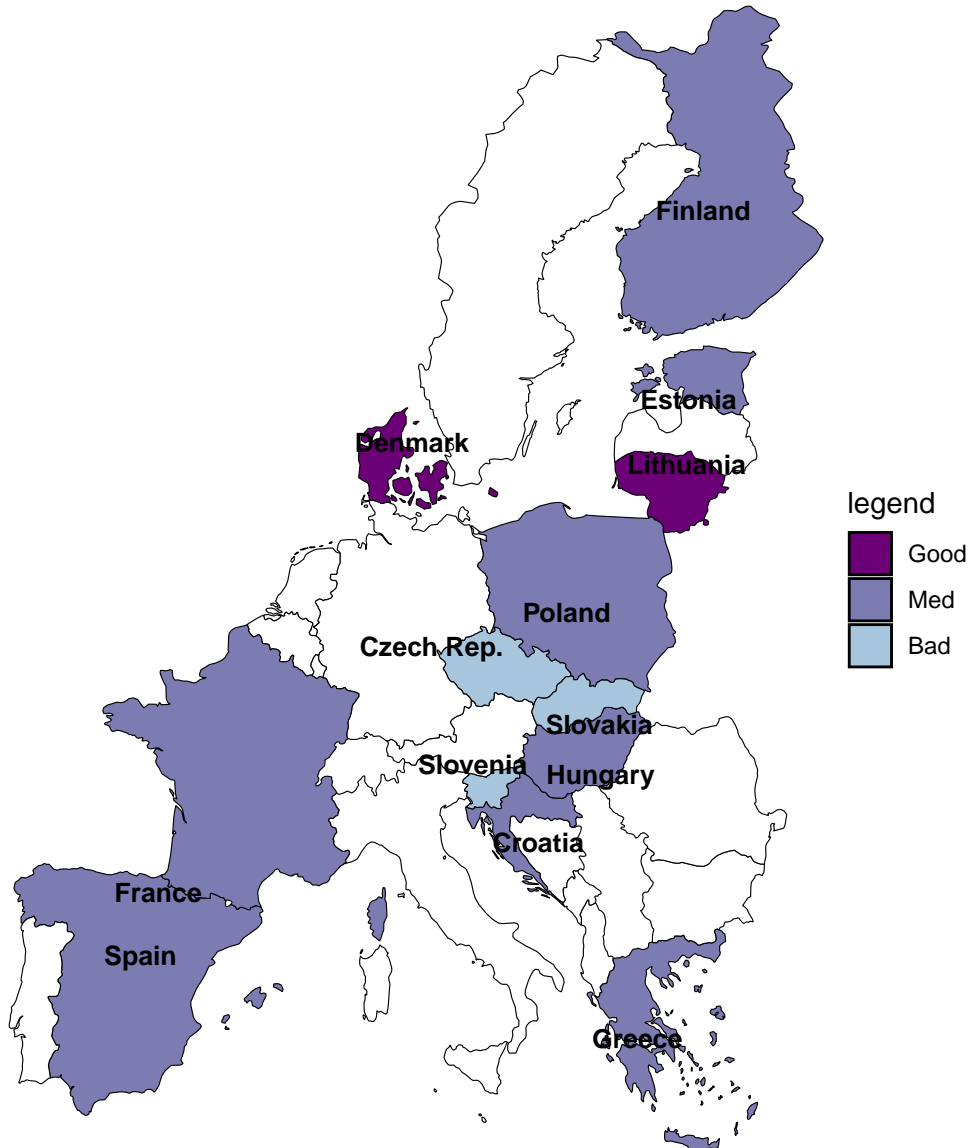 Finland
Estonia
Denmark
Lithuania
legend
Good
Med
Bad
Poland
Czech Rep.
Slovakia
Slovenia
Hungary
Croatia
France
Spain
Greece